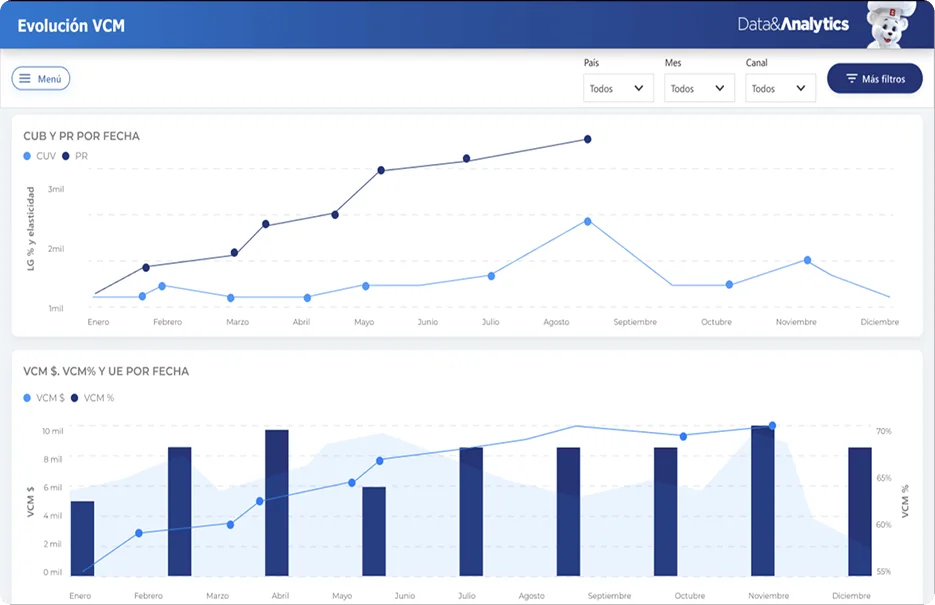 Evolución VCM
Data&Analytics
Menú
País
Mes
Canal
Todos
Todos
Todos
Más filtros
CUB Y PR POR FECHA
CUV
PR
LG % y elasticidad
3mil
2mil
1mil
Enero
Febrero
Marzo
Abril
Mayo
Junio
Julio
Agosto
Septiembre
Octubre
Noviembre
Diciembre
VCM $. VCM% Y UE POR FECHA
VCM $
VCM %
VCM $
10 mil
8 mil
6 mil
4 mil
2 mil
0 mil
70%
65%
60%
55%
VCM %
Enero
Febrero
Marzo
Abril
Mayo
Junio
Julio
Agosto
Septiembre
Octubre
Noviembre
Diciembre